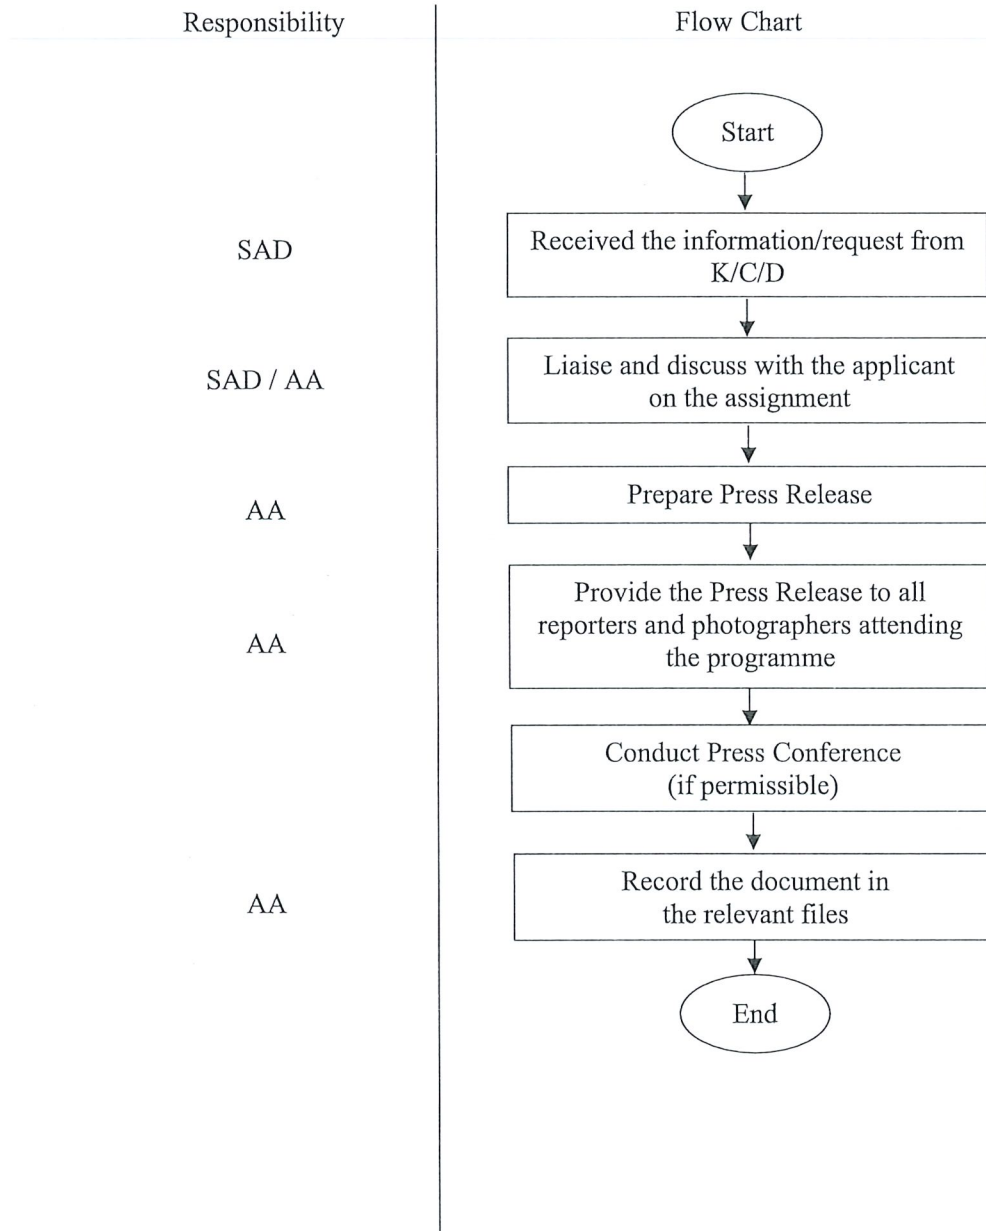 Responsibility
Flow Chart
Start
SAD
Received the information/request from
K/C/D
SAD / AA
Liaise and discuss with the applicant
on the assignment
AA
Prepare Press Release
AA
Provide the Press Release to all
reporters and photographers attending
the programme
Conduct Press Conference
(if permissible)
AA
Record the document in
the relevant files
End